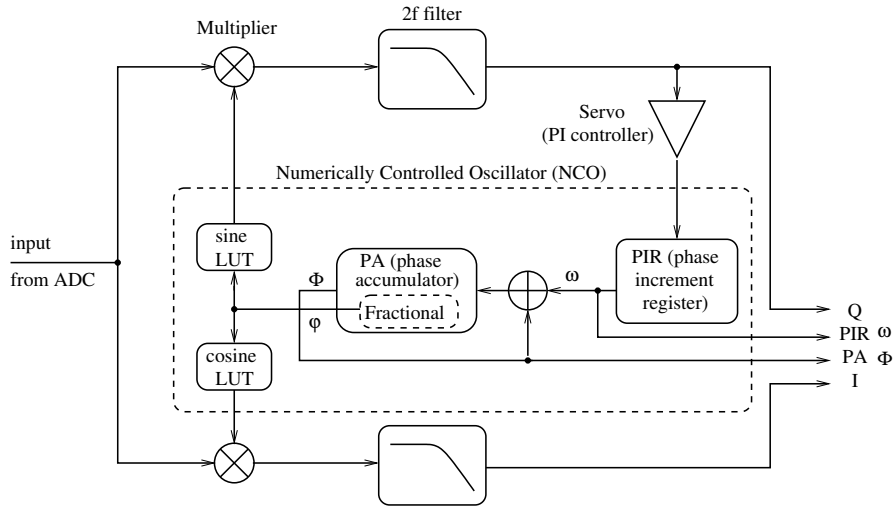 2f filter
Multiplier
Servo
(PI controller)
Numerically Controlled Oscillator (NCO)
input
from ADC
sine
LUT
PA (phase
accumulator)
Fractional
Φ
φ
ω
PIR (phase
increment
register)
cosine
LUT
Q
PIR ω
PA Φ
I